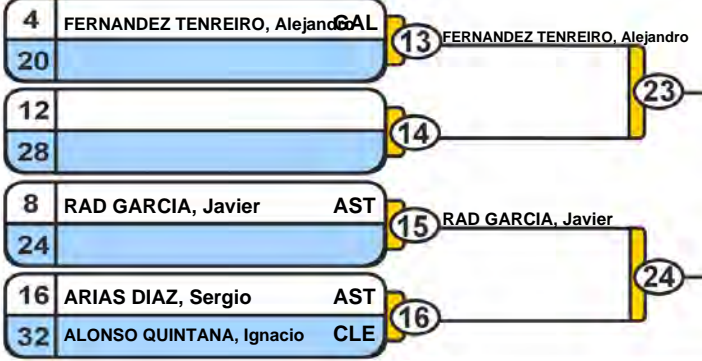 4 FERNANDEZ TENREIRO, Alejandro GAL
13 FERNANDEZ TENREIRO, Alejandro
20
23
12
14
28
8 RAD GARCIA, Javier AST
15 RAD GARCIA, Javier
24
24
16 ARIAS DIAZ, Sergio AST
16
32 ALONSO QUINTANA, Ignacio CLE